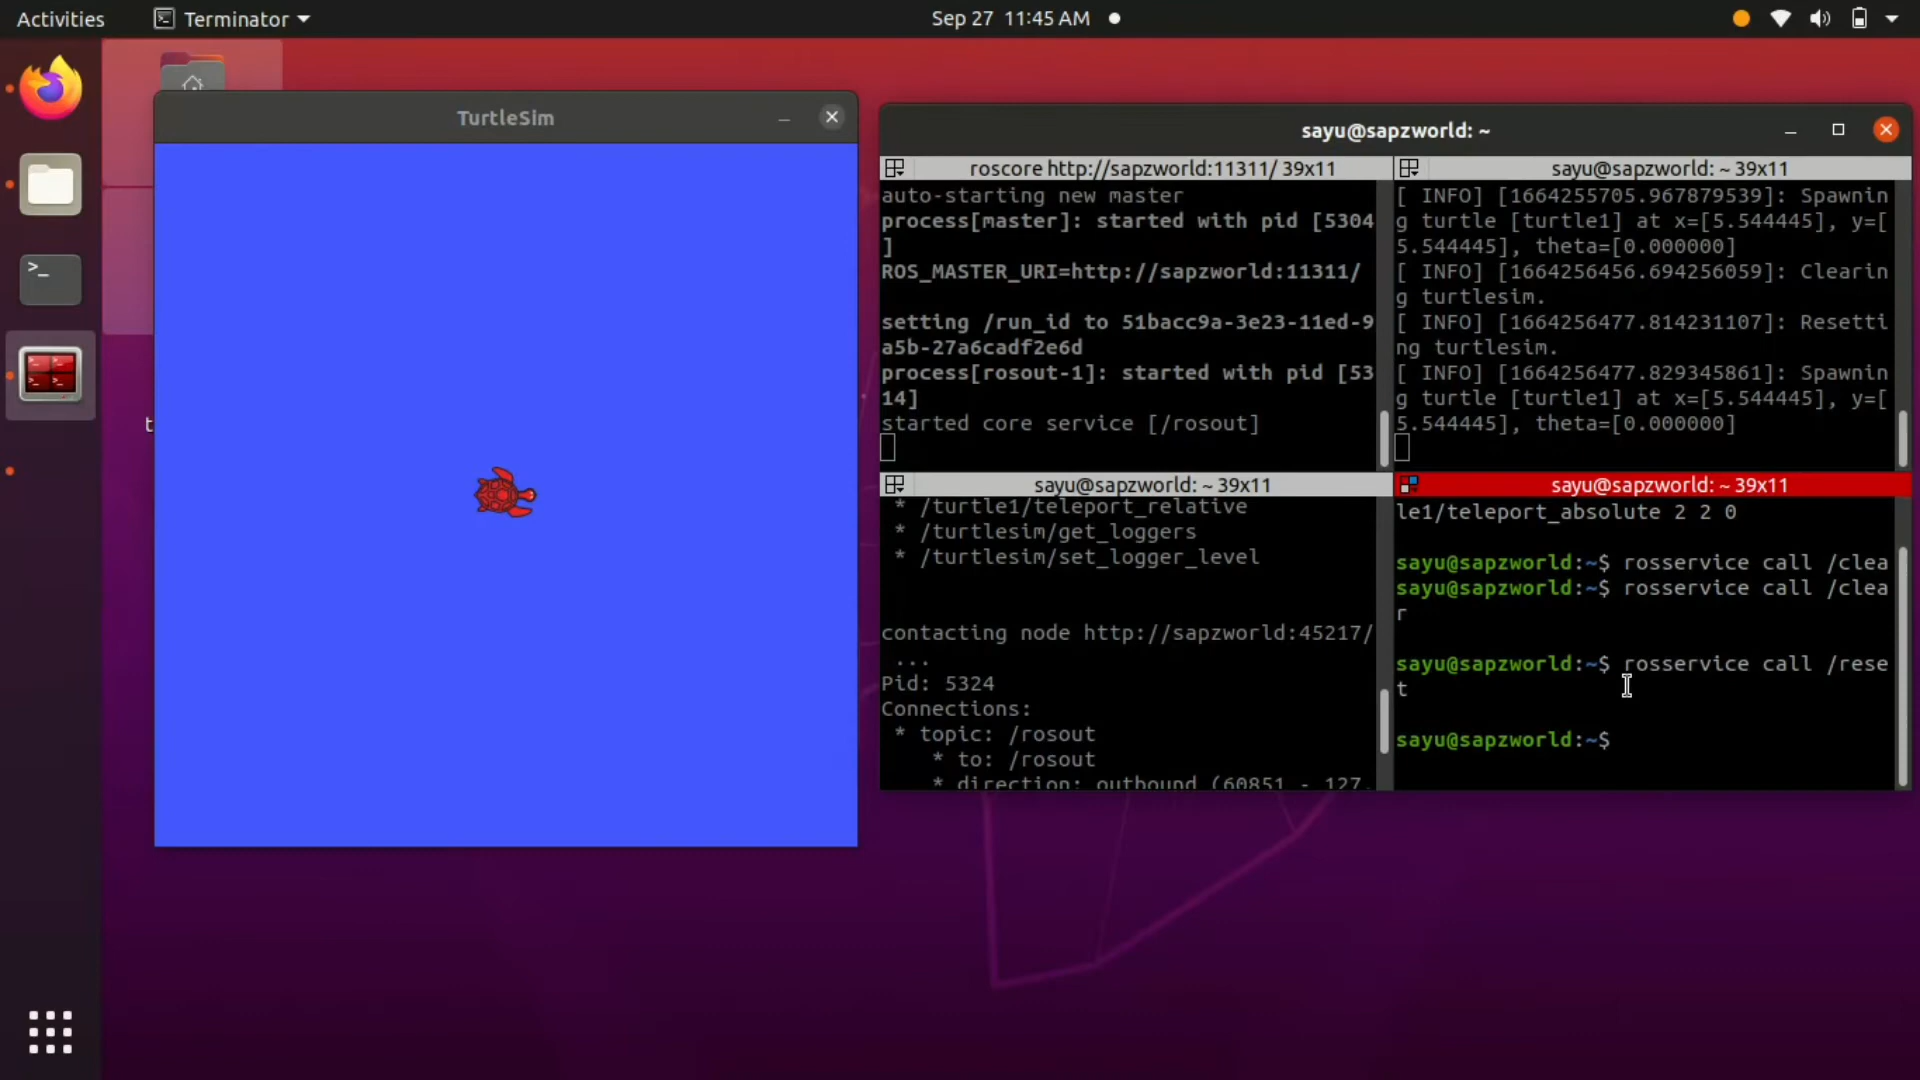 Activities
Terminator
Sep 27 11:45 AM
TurtleSim
sayu@sapzworld: ~
roscore http://sapzworld:11311/ 39x11
auto-starting new master
process[master]: started with pid [5304
]
ROS_MASTER_URI=http://sapzworld:11311/
setting /run_id to 51bacc9a-3e23-11ed-9
a5b-27a6cadf2e6d
process[rosout-1]: started with pid [53
14]
started core service [/rosout]
sayu@sapzworld: ~ 39x11
[ INFO] [1664255705.967879539]: Spawnin
g turtle [turtle1] at x=[5.544445], y=[
5.544445], theta=[0.000000]
[ INFO] [1664256456.694256059]: Clearin
g turtlesim.
[ INFO] [1664256477.814231107]: Resetti
ng turtlesim.
[ INFO] [1664256477.829345861]: Spawnin
g turtle [turtle1] at x=[5.544445], y=[
5.544445], theta=[0.000000]
sayu@sapzworld: ~ 39x11
* /turtle1/teleport_relative
* /turtlesim/get_loggers
* /turtlesim/set_logger_level
contacting node http://sapzworld:45217/
...
Pid: 5324
Connections:
* topic: /rosout
* to: /rosout
* direction: outbound (60851 - 127.
sayu@sapzworld: ~ 39x11
le1/teleport_absolute 2 2 0
sayu@sapzworld:~$ rosservice call /clea
sayu@sapzworld:~$ rosservice call /clea
r
sayu@sapzworld:~$ rosservice call /rese
t
sayu@sapzworld:~$
t